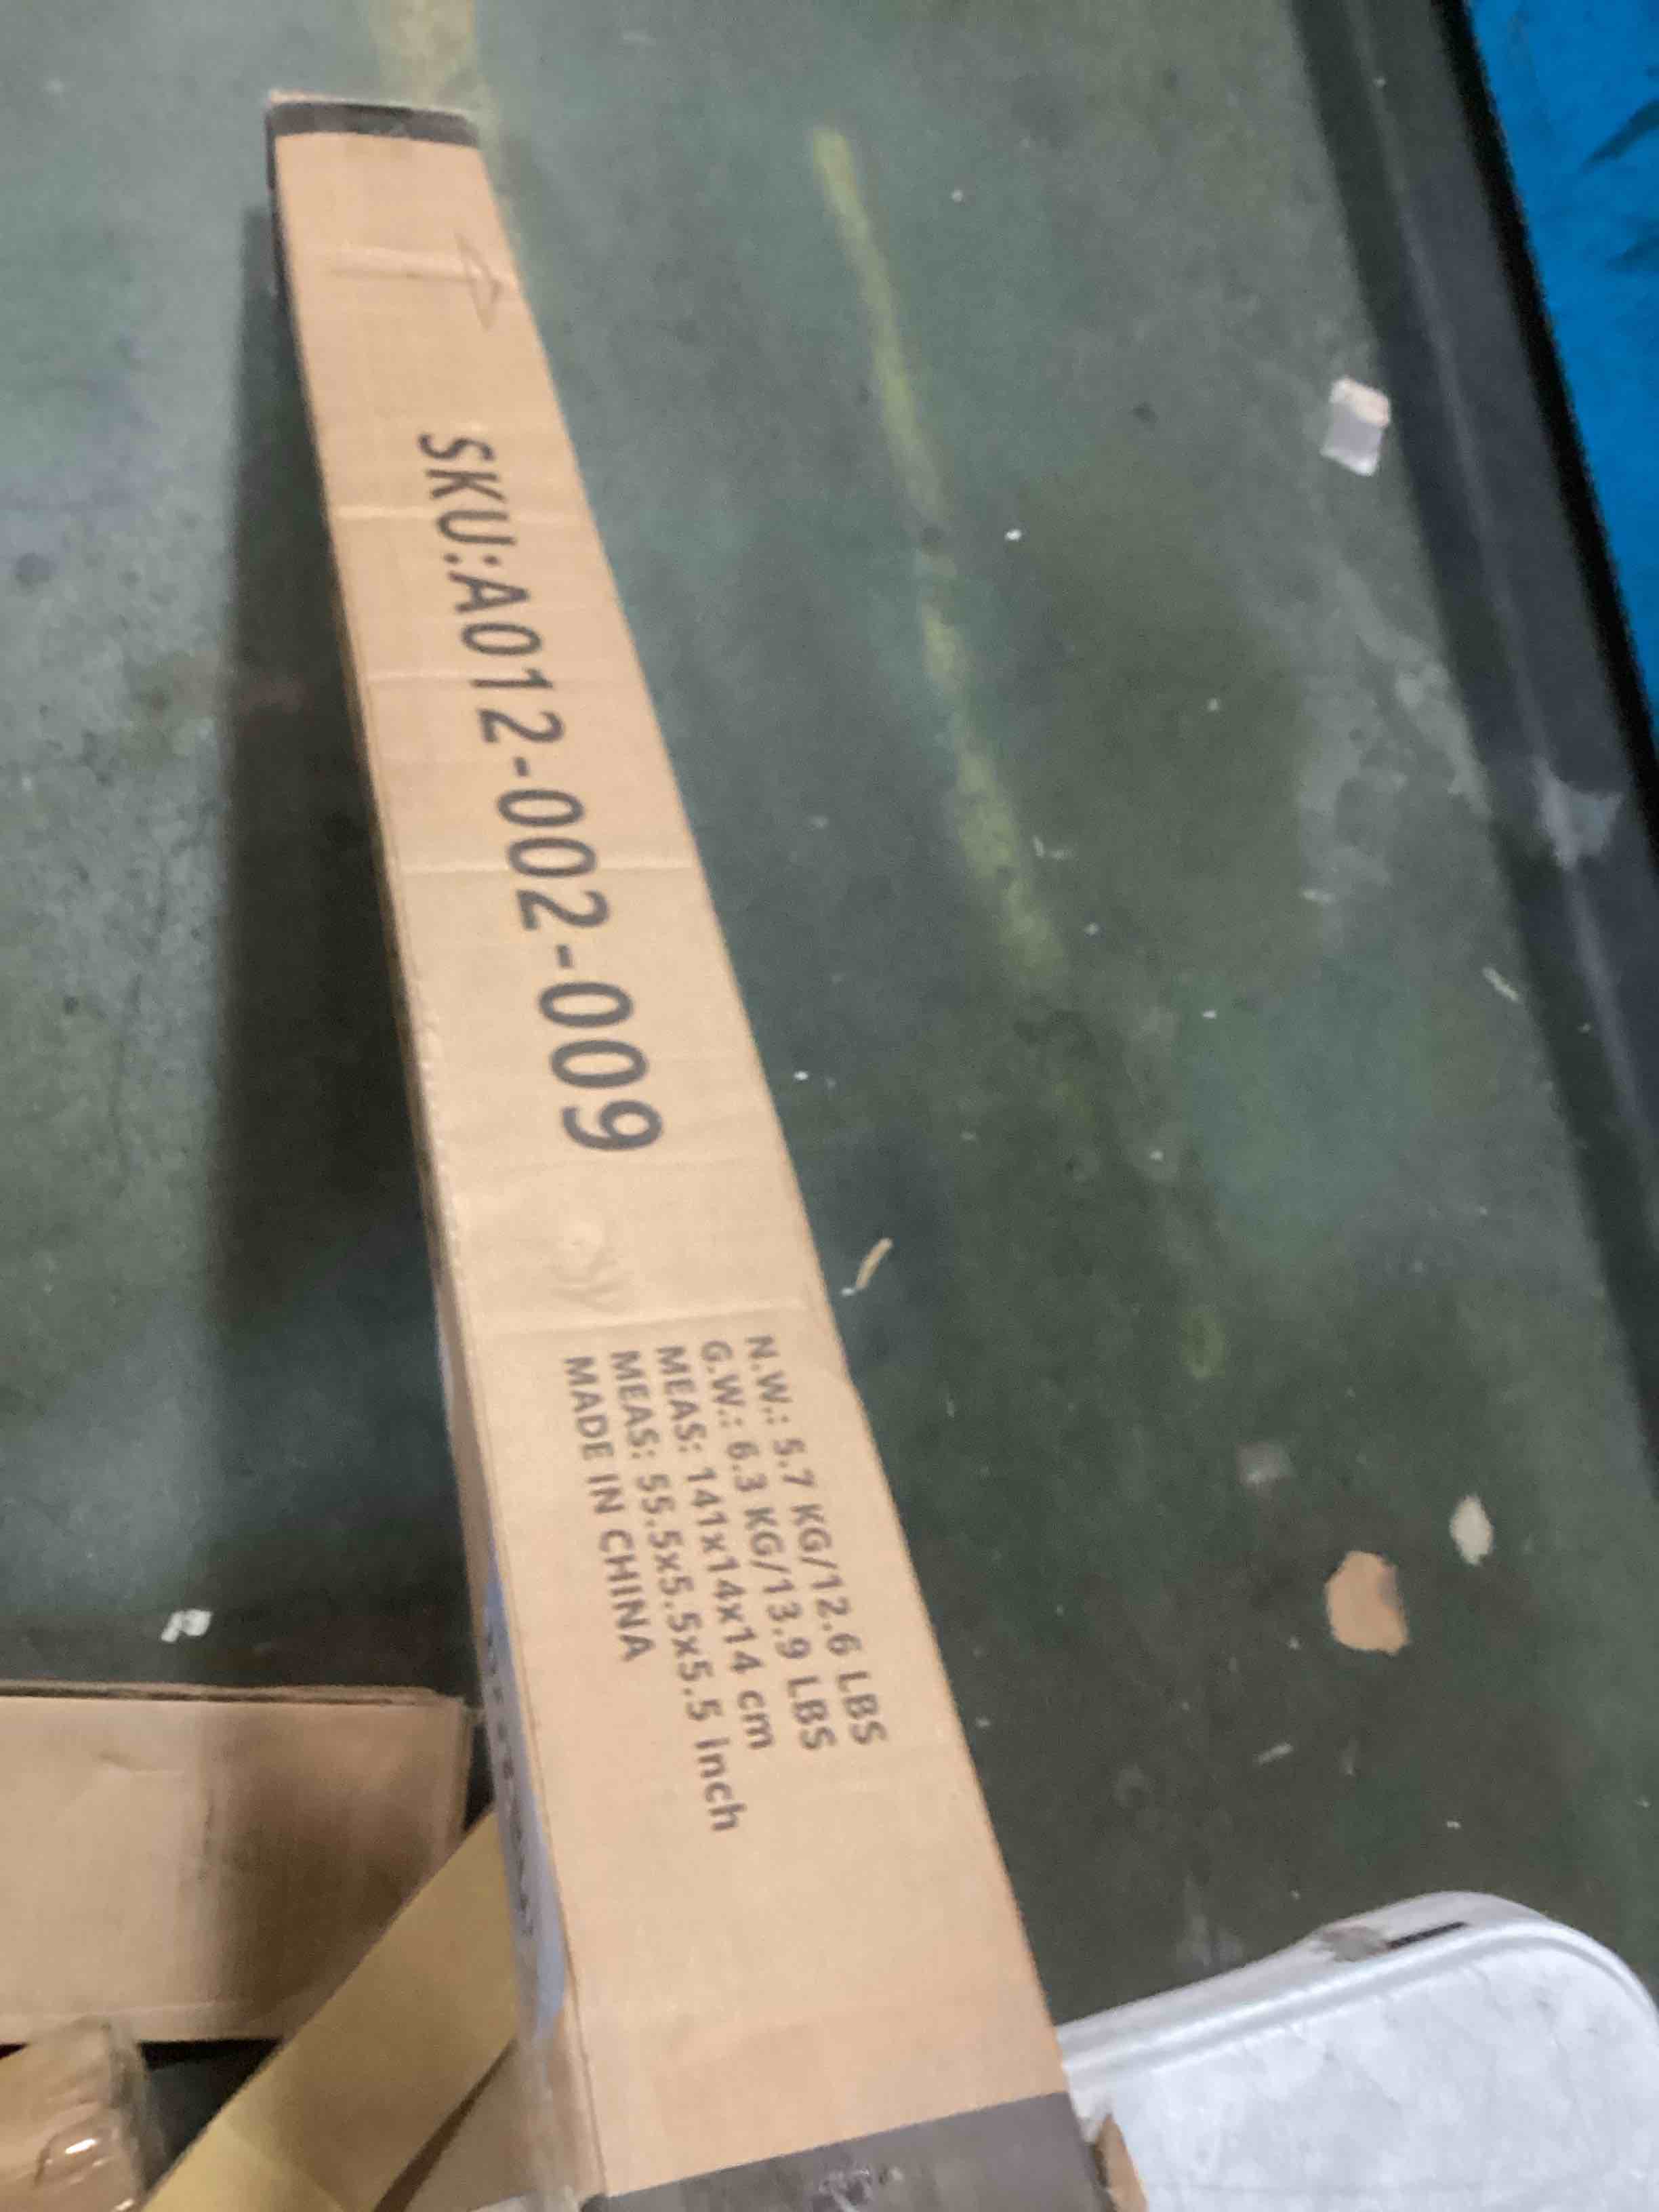 SKU:A012-002-009
N.W.: 5.7 KG/12.6 LBS
G.W.: 6.3 KG/13.9 LBS
MEAS: 141x14x14 cm
MEAS: 55.5x5.5x5.5 inch
MADE IN CHINA